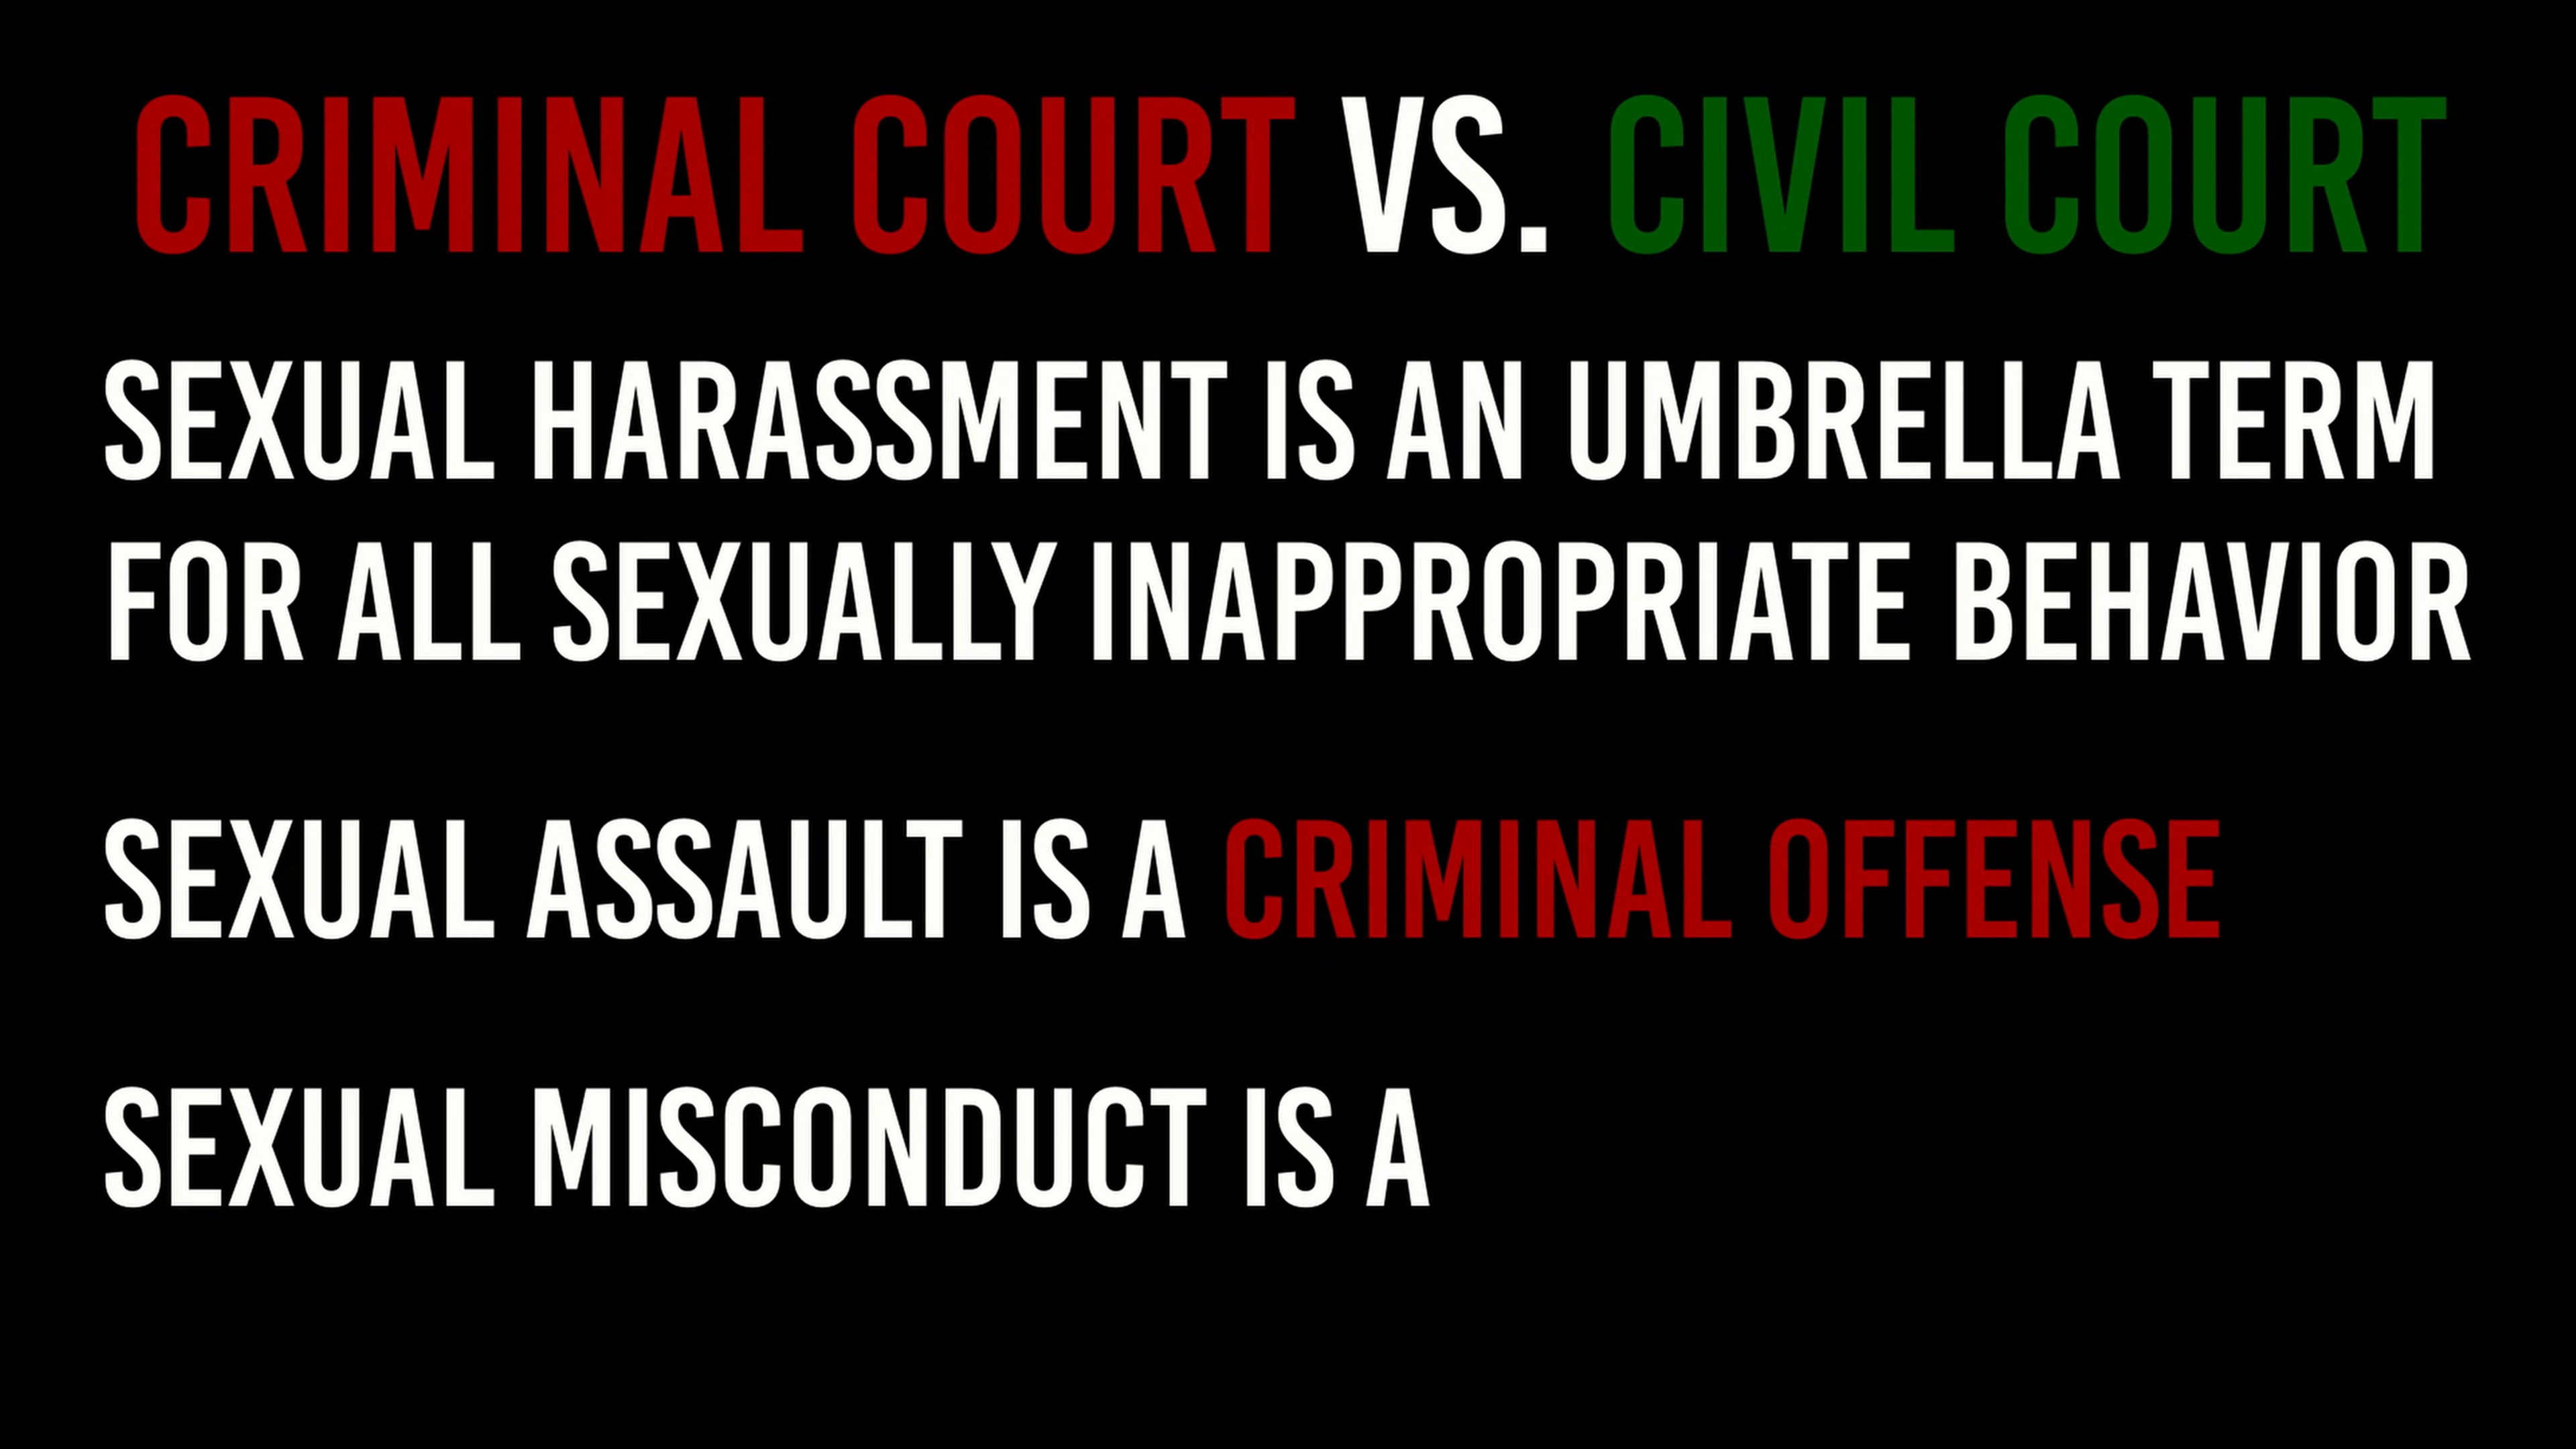 CRIMINAL COURT VS. CIVIL COURT
SEXUAL HARASSMENT IS AN UMBRELLA TERM
FOR ALL SEXUALLY INAPPROPRIATE BEHAVIOR
SEXUAL ASSAULT IS A CRIMINAL OFFENSE
SEXUAL MISCONDUCT IS A